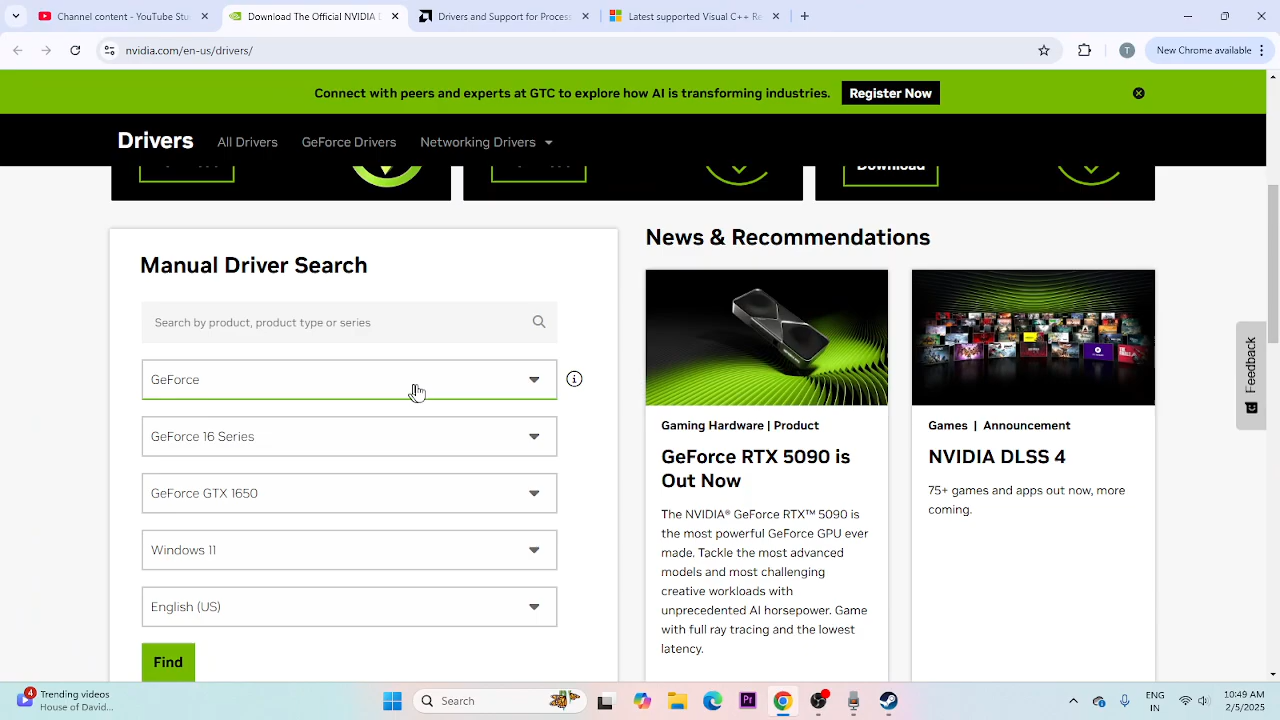 Trending content - YouTube S
Download The Official NVIDIA D
Drivers and Support for Process
Latest supported Visual C++ Re
nvidia.com/en-us/drivers/
T
New Chrome available
Connect with peers and experts at GTC to explore how AI is transforming industries.
Register Now
Drivers
All Drivers
GeForce Drivers
Networking Drivers
Download
Manual Driver Search
Search by product, product type or series
GeForce
GeForce 16 Series
GeForce GTX 1650
Windows 11
English (US)
Find
News & Recommendations
Gaming Hardware | Product
GeForce RTX 5090 is
Out Now
The NVIDIA® GeForce RTX™ 5090 is
the most powerful GeForce GPU ever
made. Tackle the most advanced
models and most challenging
creative workloads with
unprecedented AI horsepower. Game
with full ray tracing and the lowest
latency.
Games | Announcement
NVIDIA DLSS 4
75+ games and apps out now, more
coming.
Feedback
4
Trending videos
House of David...
Search
Pr
ENG
IN
10:49 AM
2/5/2025